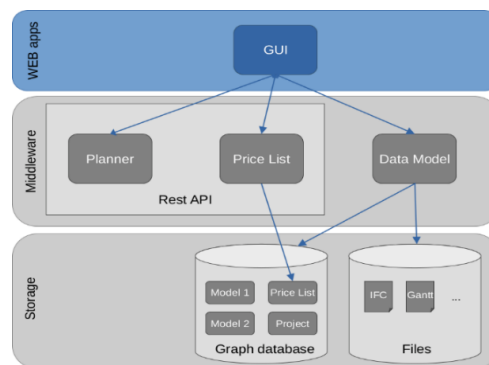 WEB apps
GUI
Middleware
Planner
Price List
Data Model
Rest API
Storage
Model 1
Price List
Model 2
Project
Graph database
IFC
Gantt
...
Files